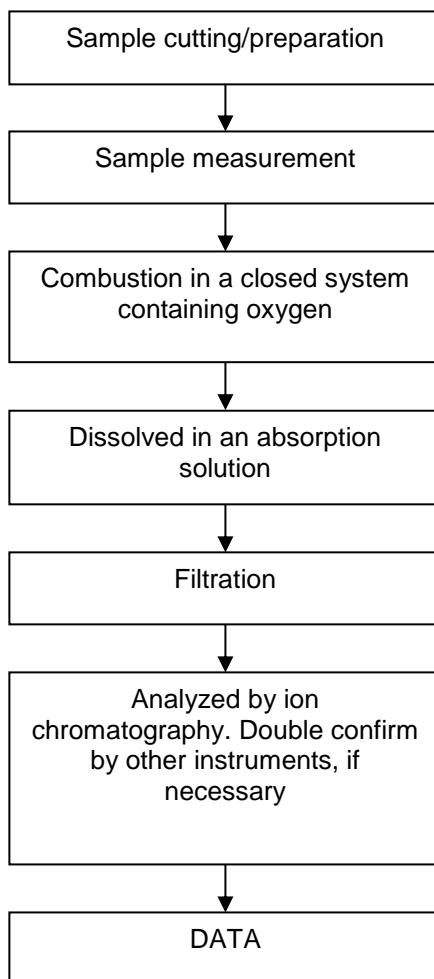 Sample cutting/preparation
Sample measurement
Combustion in a closed system
containing oxygen
Dissolved in an absorption
solution
Filtration
Analyzed by ion
chromatography. Double confirm
by other instruments, if
necessary
DATA